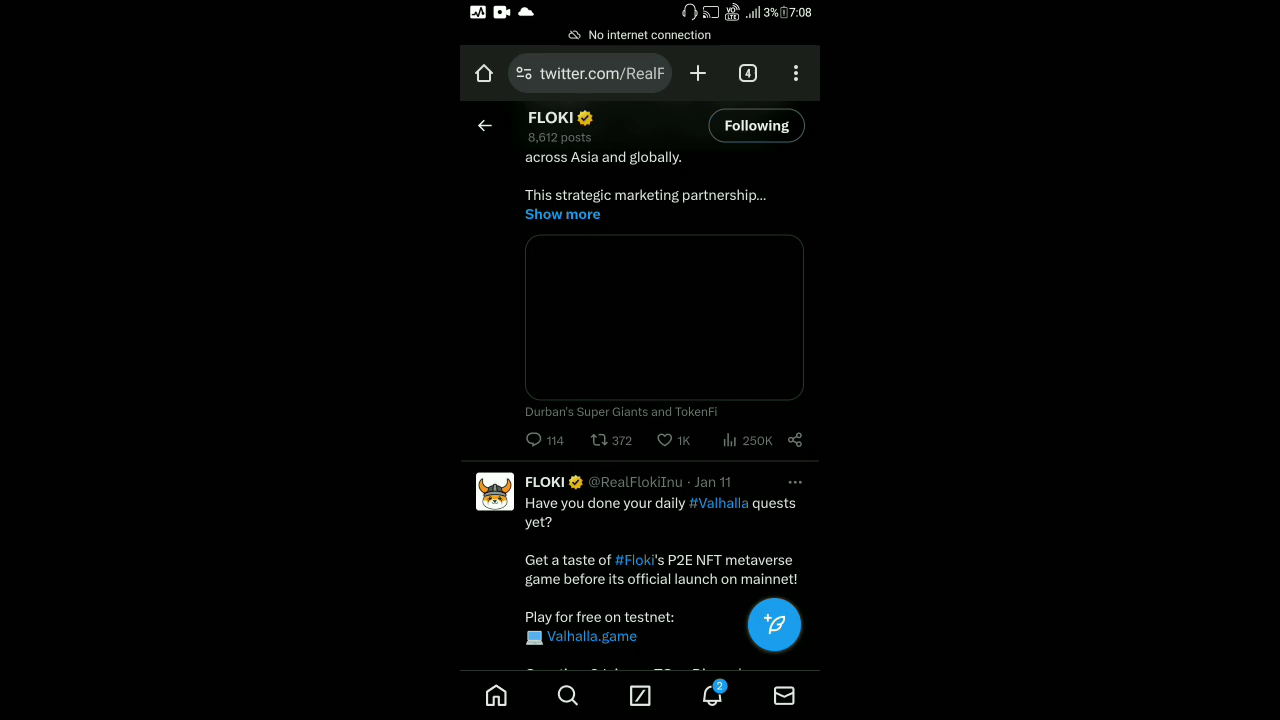 3% 7:08
No internet connection
twitter.com/RealF
4
FLOKI
8,612 posts
Following
across Asia and globally.
This strategic marketing partnership...
Show more
Durban's Super Giants and TokenFi
114 372 1K 250K
FLOKI @RealFlokiInu · Jan 11
Have you done your daily #Valhalla quests
yet?
Get a taste of #Floki's P2E NFT metaverse
game before its official launch on mainnet!
Play for free on testnet:
Valhalla.game
2